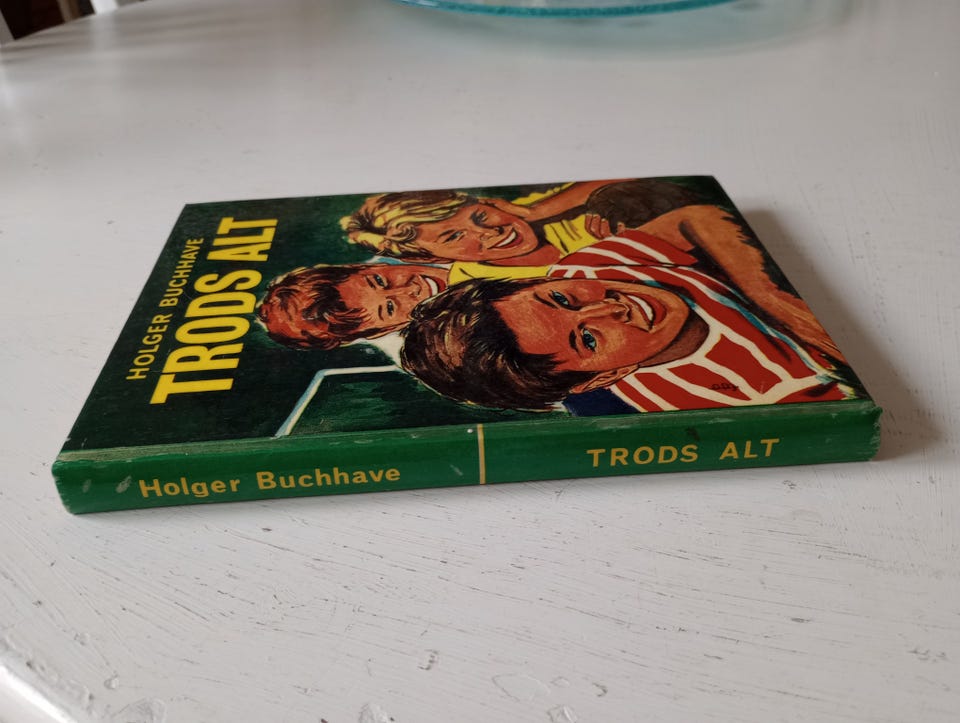 HOLGER BUCHHAVE
TRODS ALT
Holger Buchhave
TRODS ALT